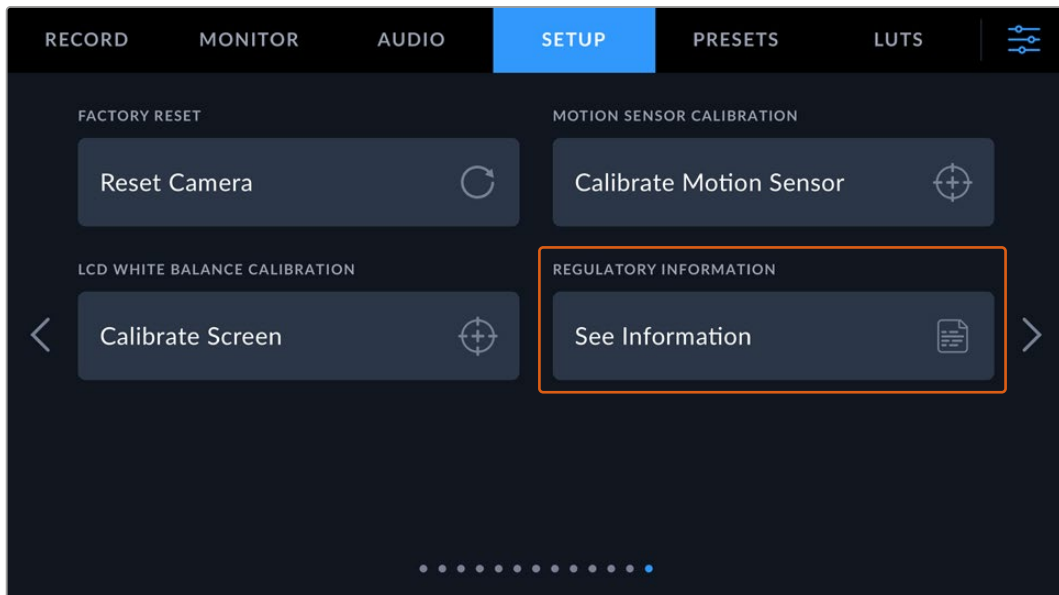 RECORD MONITOR AUDIO SETUP PRESETS LUTS
FACTORY RESET
Reset Camera
MOTION SENSOR CALIBRATION
Calibrate Motion Sensor
LCD WHITE BALANCE CALIBRATION
Calibrate Screen
REGULATORY INFORMATION
See Information